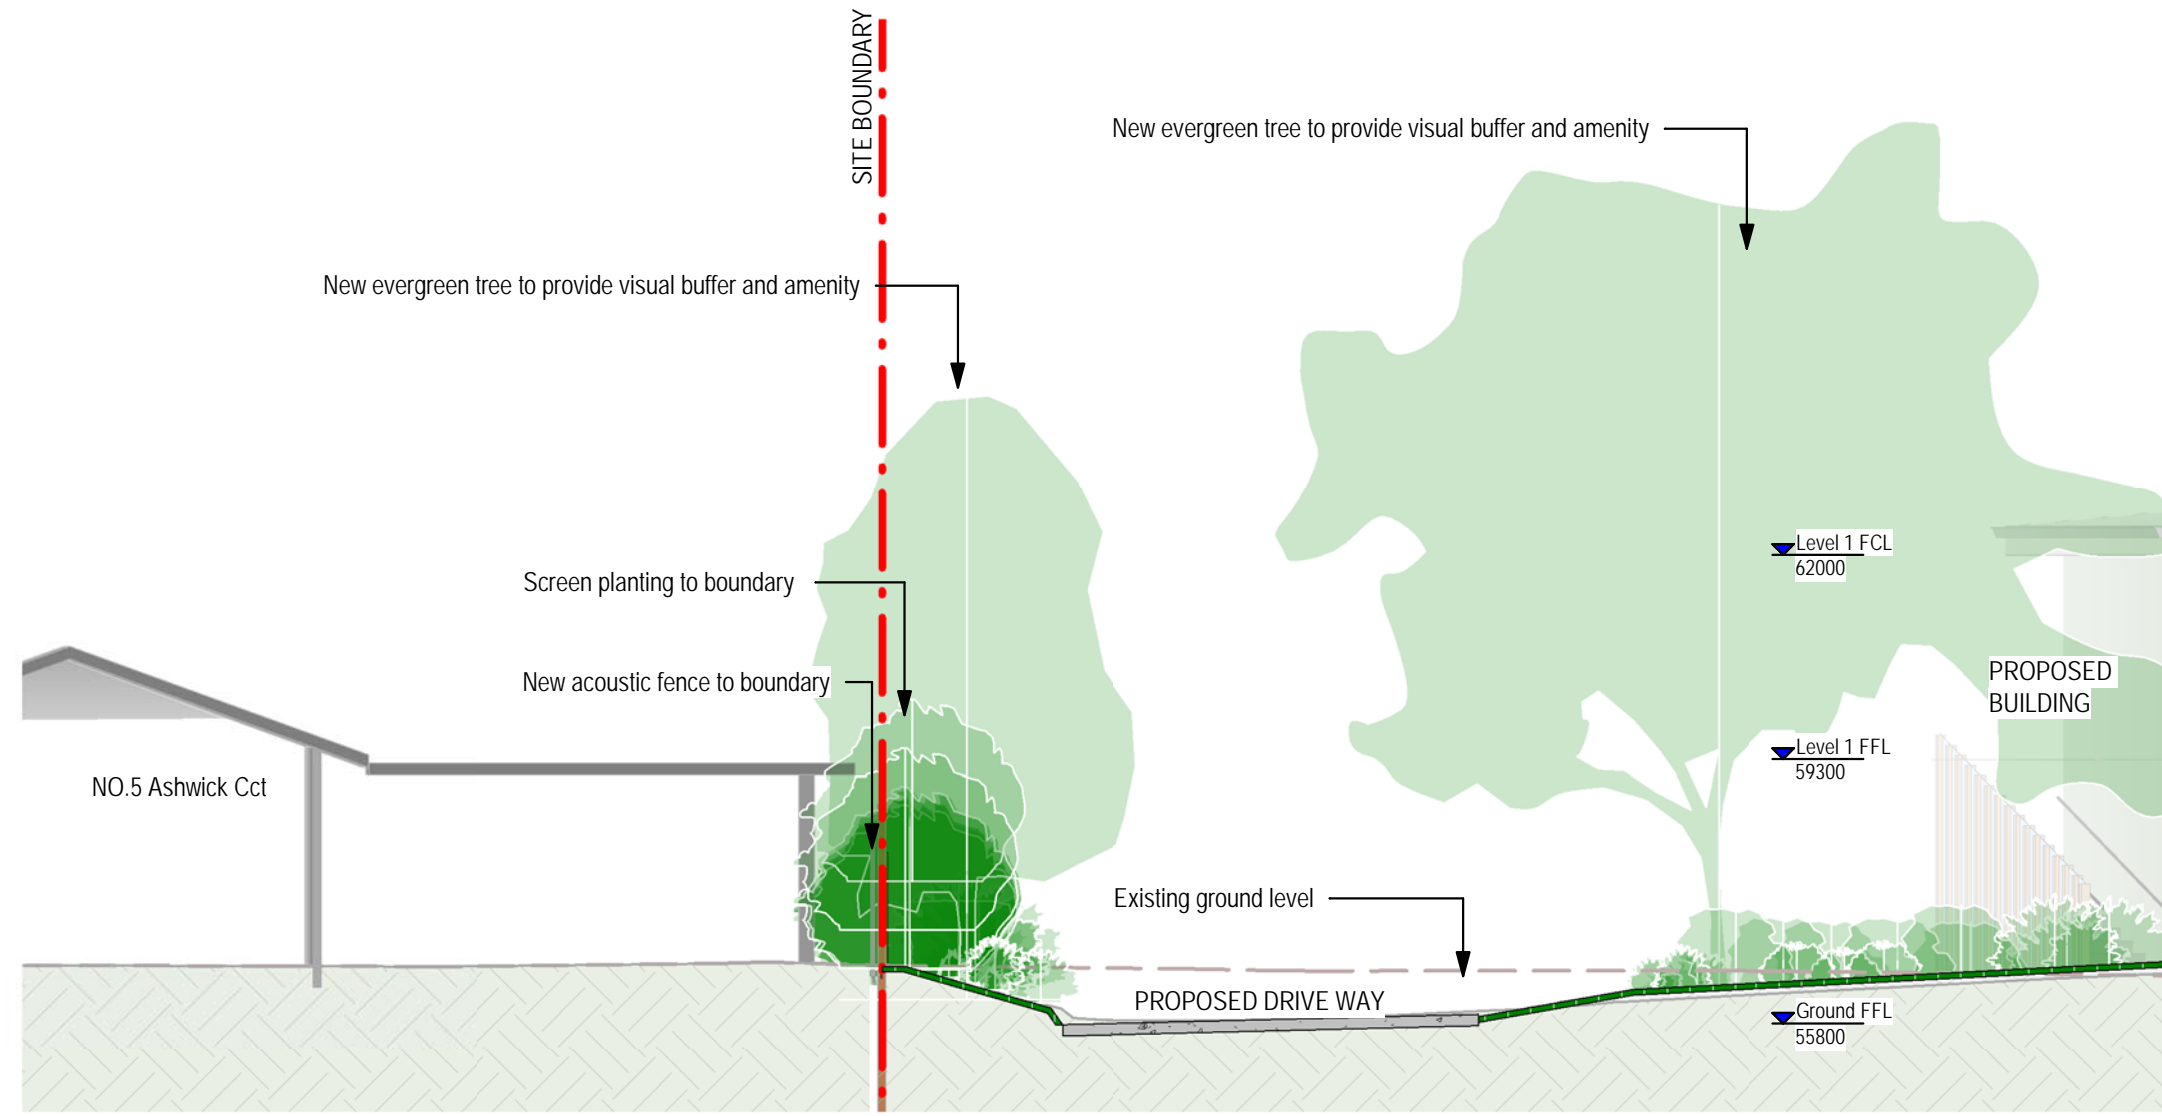 SITE BOUNDARY
New evergreen tree to provide visual buffer and amenity
New evergreen tree to provide visual buffer and amenity
Level 1 FCL
62000
Screen planting to boundary
New acoustic fence to boundary
PROPOSED
BUILDING
Level 1 FFL
59300
NO.5 Ashwick Cct
Existing ground level
PROPOSED DRIVE WAY
Ground FFL
55800